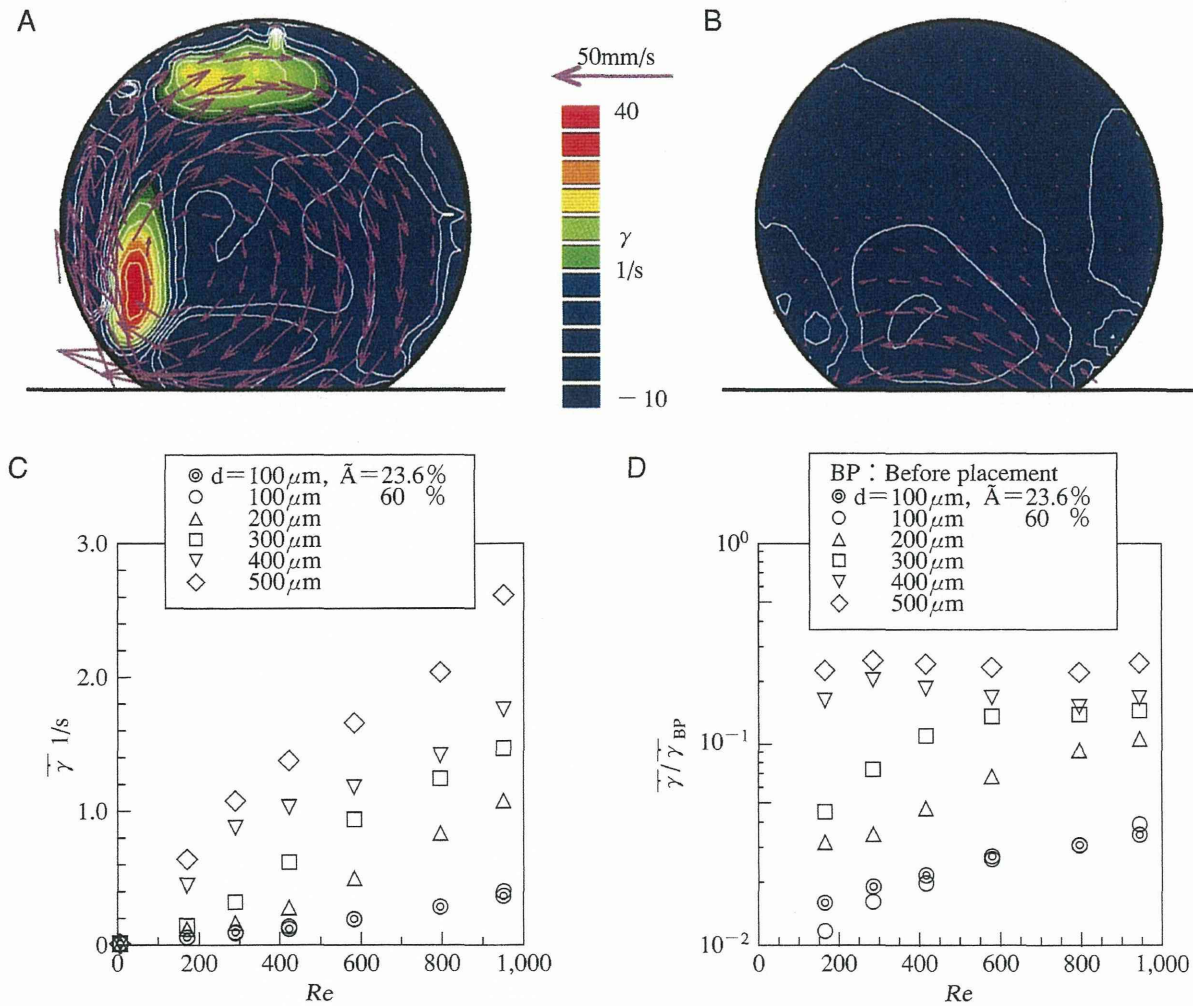 A
B
50mm/s
40
γ
1/s
− 10
C
d=100μm, Ã=23.6%
100μm 60 %
200μm
300μm
400μm
500μm
3.0
2.0
1.0
0
γ̇ 1/s
0 200 400 600 800 1,000
Re
D
BP : Before placement
d=100μm, Ã=23.6%
100μm 60 %
200μm
300μm
400μm
500μm
10⁰
10⁻¹
10⁻²
γ̇/γ̇BP
0 200 400 600 800 1,000
Re